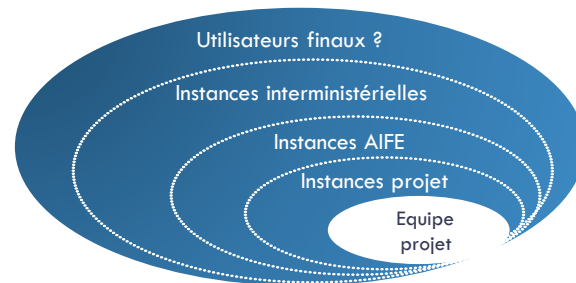 Utilisateurs finaux ?
Instances interministérielles
Instances AIFE
Instances projet
Equipe
projet